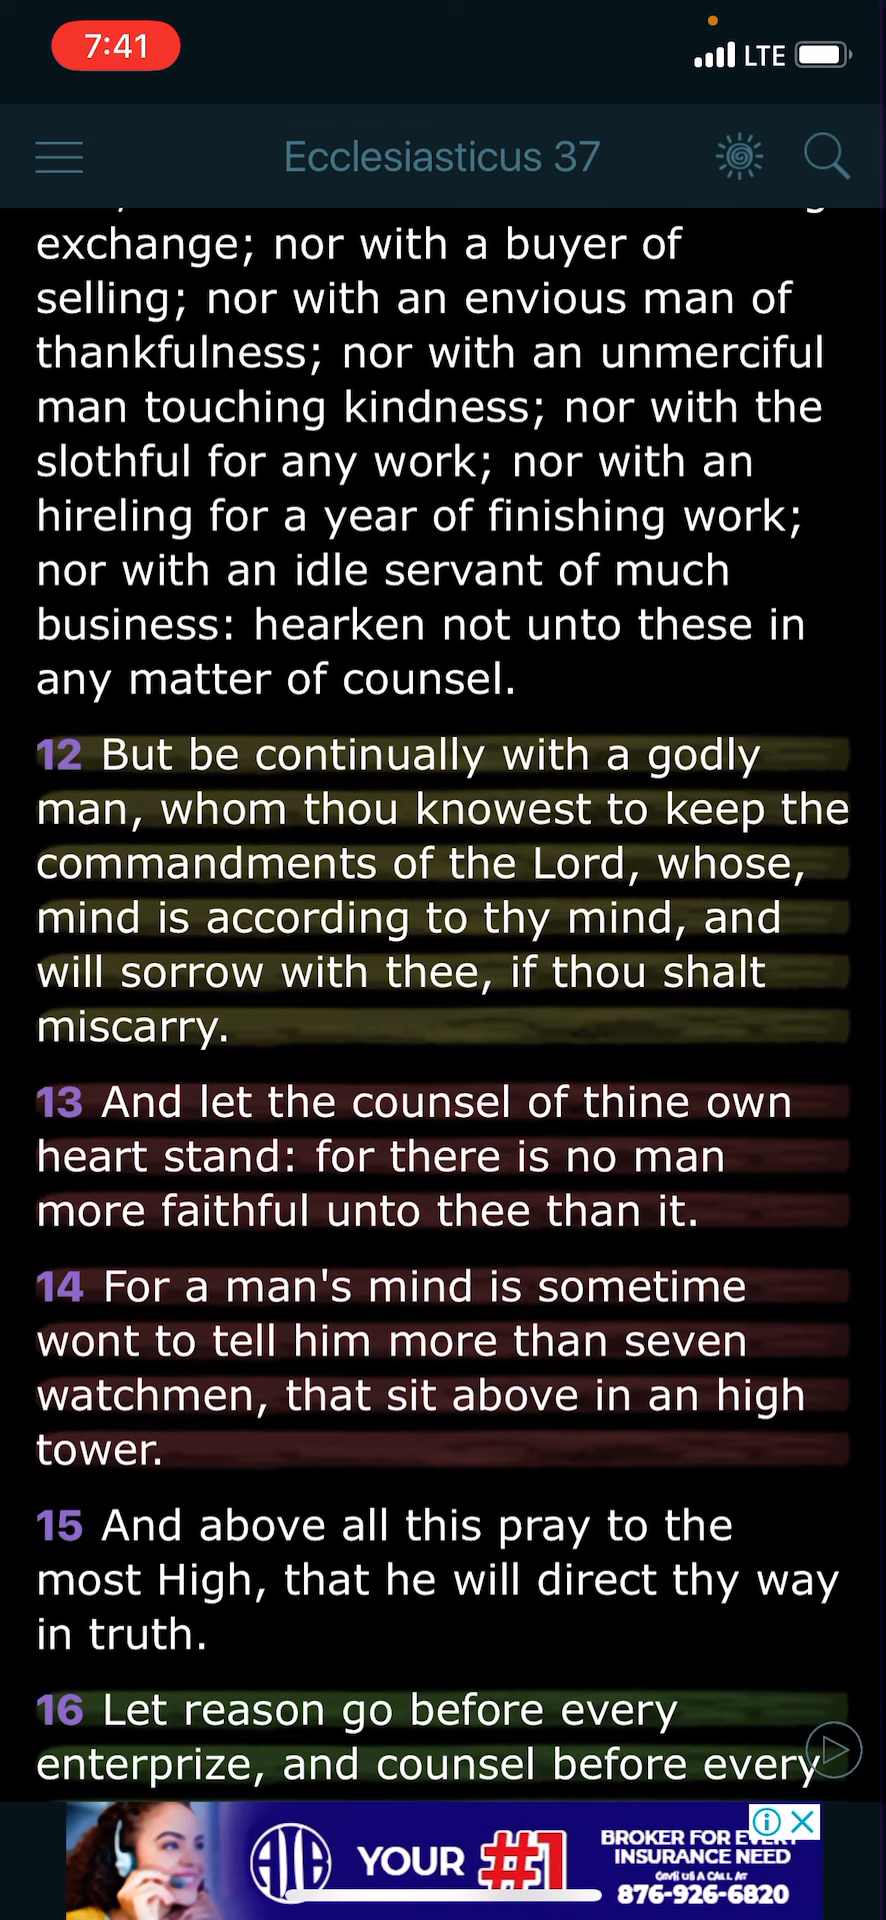 7:41
LTE
Ecclesiasticus 37
exchange; nor with a buyer of
selling; nor with an envious man of
thankfulness; nor with an unmerciful
man touching kindness; nor with the
slothful for any work; nor with an
hireling for a year of finishing work;
nor with an idle servant of much
business: hearken not unto these in
any matter of counsel.
12 But be continually with a godly
man, whom thou knowest to keep the
commandments of the Lord, whose,
mind is according to thy mind, and
will sorrow with thee, if thou shalt
miscarry.
13 And let the counsel of thine own
heart stand: for there is no man
more faithful unto thee than it.
14 For a man's mind is sometime
wont to tell him more than seven
watchmen, that sit above in an high
tower.
15 And above all this pray to the
most High, that he will direct thy way
in truth.
16 Let reason go before every
enterprize, and counsel before every
YOUR #1
BROKER FOR EVERY
INSURANCE NEED
GIVE US A CALL AT
876-926-6820